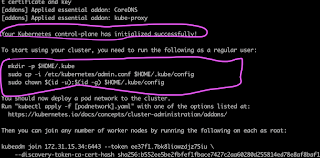 E certificate and key
[addons] Applied essential addon: CoreDNS
[addons] Applied essential addon: kube-proxy
Your Kubernetes control-plane has initialized successfully!
To start using your cluster, you need to run the following as a regular user:
mkdir -p $HOME/.kube
sudo cp -i /etc/kubernetes/admin.conf $HOME/.kube/config
sudo chown $(id -u):$(id -g) $HOME/.kube/config
You should now deploy a pod network to the cluster.
Run "kubectl apply -f [podnetwork].yaml" with one of the options listed at:
https://kubernetes.io/docs/concepts/cluster-administration/addons/
Then you can join any number of worker nodes by running the following on each as root:
kubeadm join 172.31.15.34:6443 --token ee37f1.7bk8liowzdjz75iu \
--discovery-token-ca-cert-hash